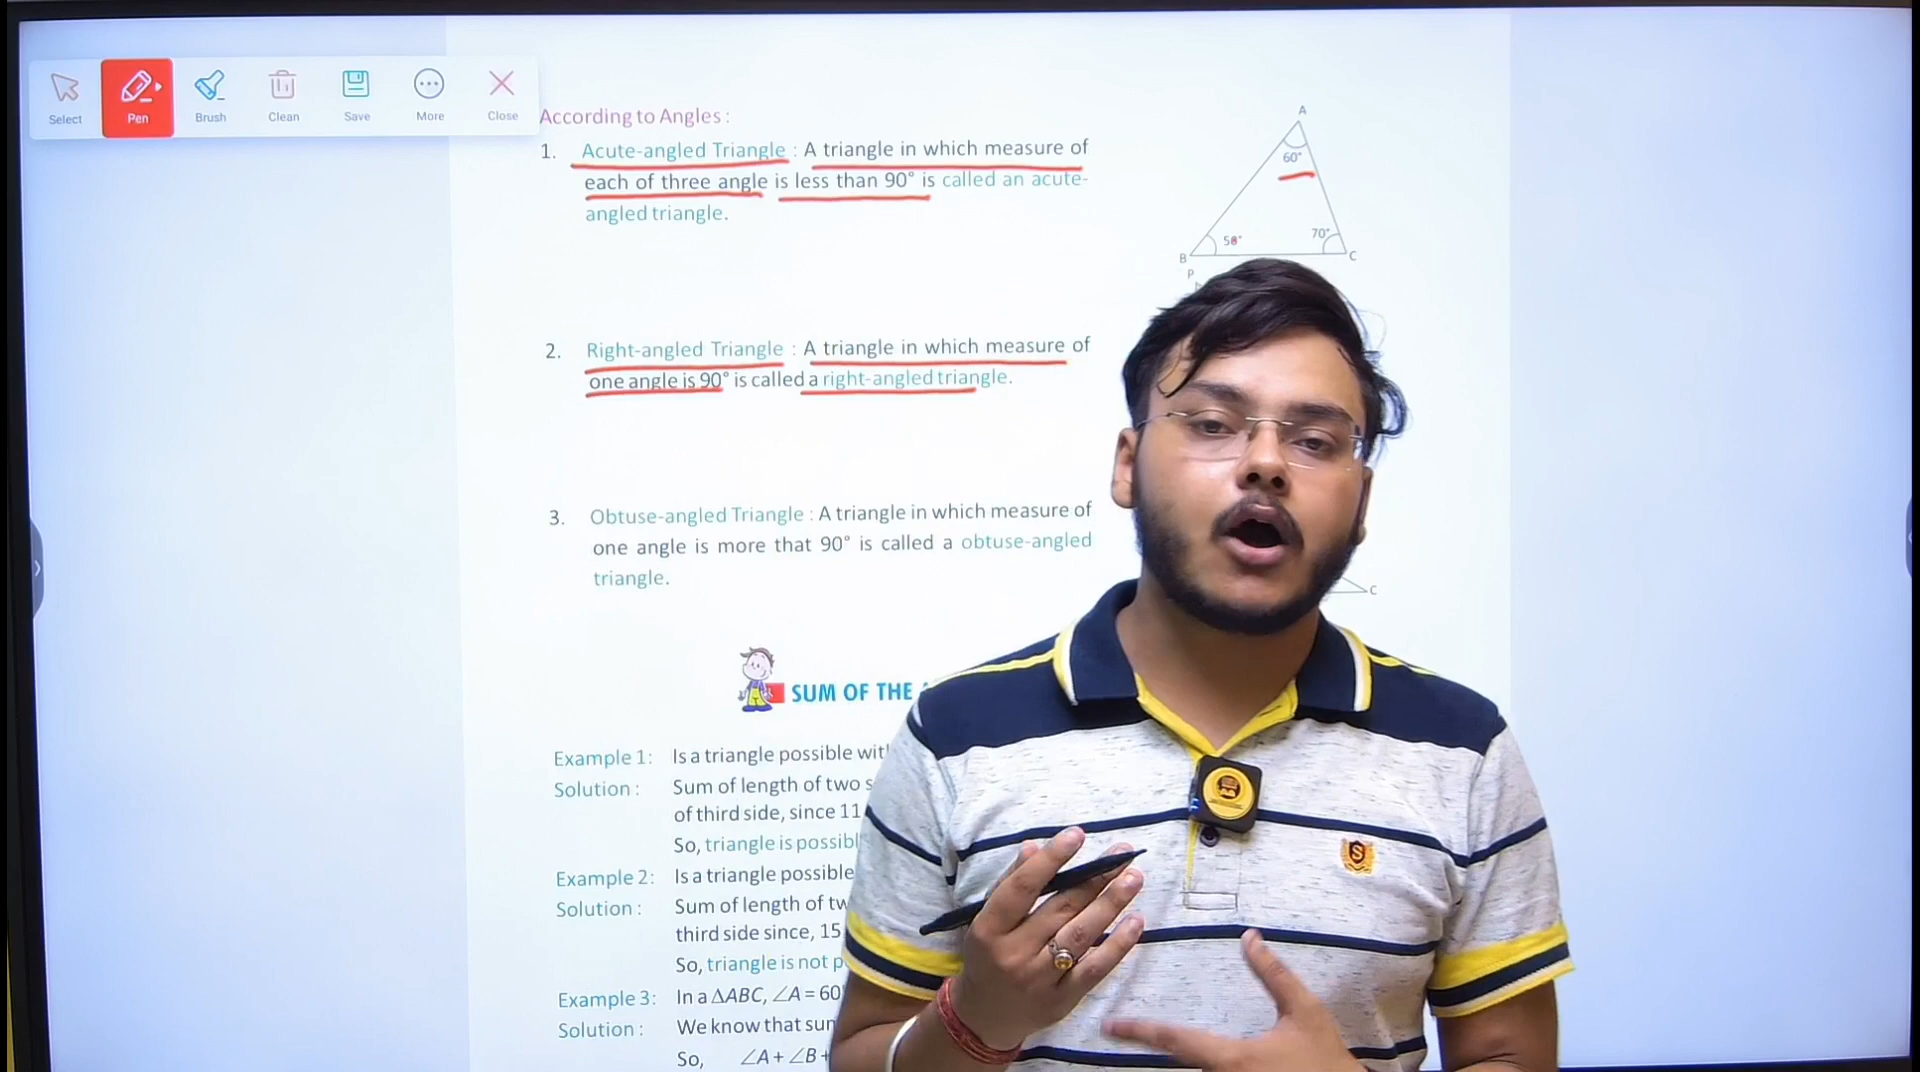 Select
Pen
Brush
Clean
Save
More
Close
According to Angles :
1. Acute-angled Triangle : A triangle in which measure of
each of three angle is less than 90° is called an acute-
angled triangle.
A
60°
50°
70°
B
C
P
2. Right-angled Triangle : A triangle in which measure of
one angle is 90° is called a right-angled triangle.
3. Obtuse-angled Triangle : A triangle in which measure of
one angle is more that 90° is called a obtuse-angled
triangle.
C
SUM OF THE
Example 1: Is a triangle possible with
Solution : Sum of length of two s
of third side, since 11
So, triangle is possibl
Example 2: Is a triangle possible
Solution : Sum of length of tw
third side since, 15
So, triangle is not p
Example 3: In a ΔABC, ∠A = 60
Solution : We know that sum
So, ∠A + ∠B +
S